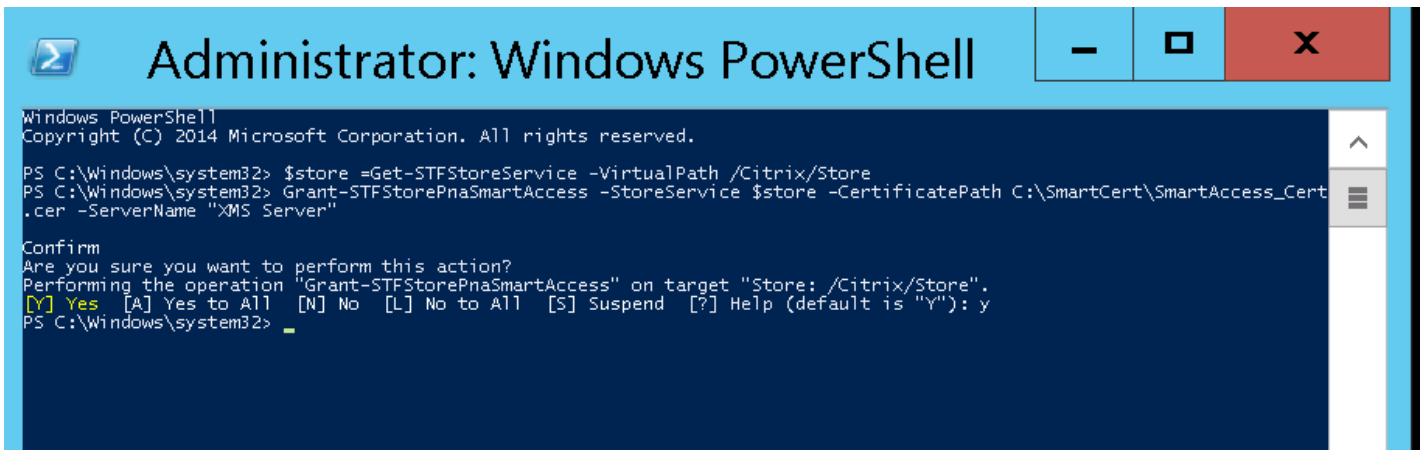 Administrator: Windows PowerShell
Windows PowerShell
Copyright (C) 2014 Microsoft Corporation. All rights reserved.
PS C:\Windows\system32> $store =Get-STFStoreService -VirtualPath /Citrix/Store
PS C:\Windows\system32> Grant-STFStorePnaSmartAccess -StoreService $store -CertificatePath C:\SmartCert\SmartAccess_Cert
.cer -ServerName "XMS Server"
Confirm
Are you sure you want to perform this action?
Performing the operation "Grant-STFStorePnaSmartAccess" on target "Store: /Citrix/Store".
[Y] Yes  [A] Yes to All  [N] No  [L] No to All  [S] Suspend  [?] Help (default is "Y"): y
PS C:\Windows\system32>